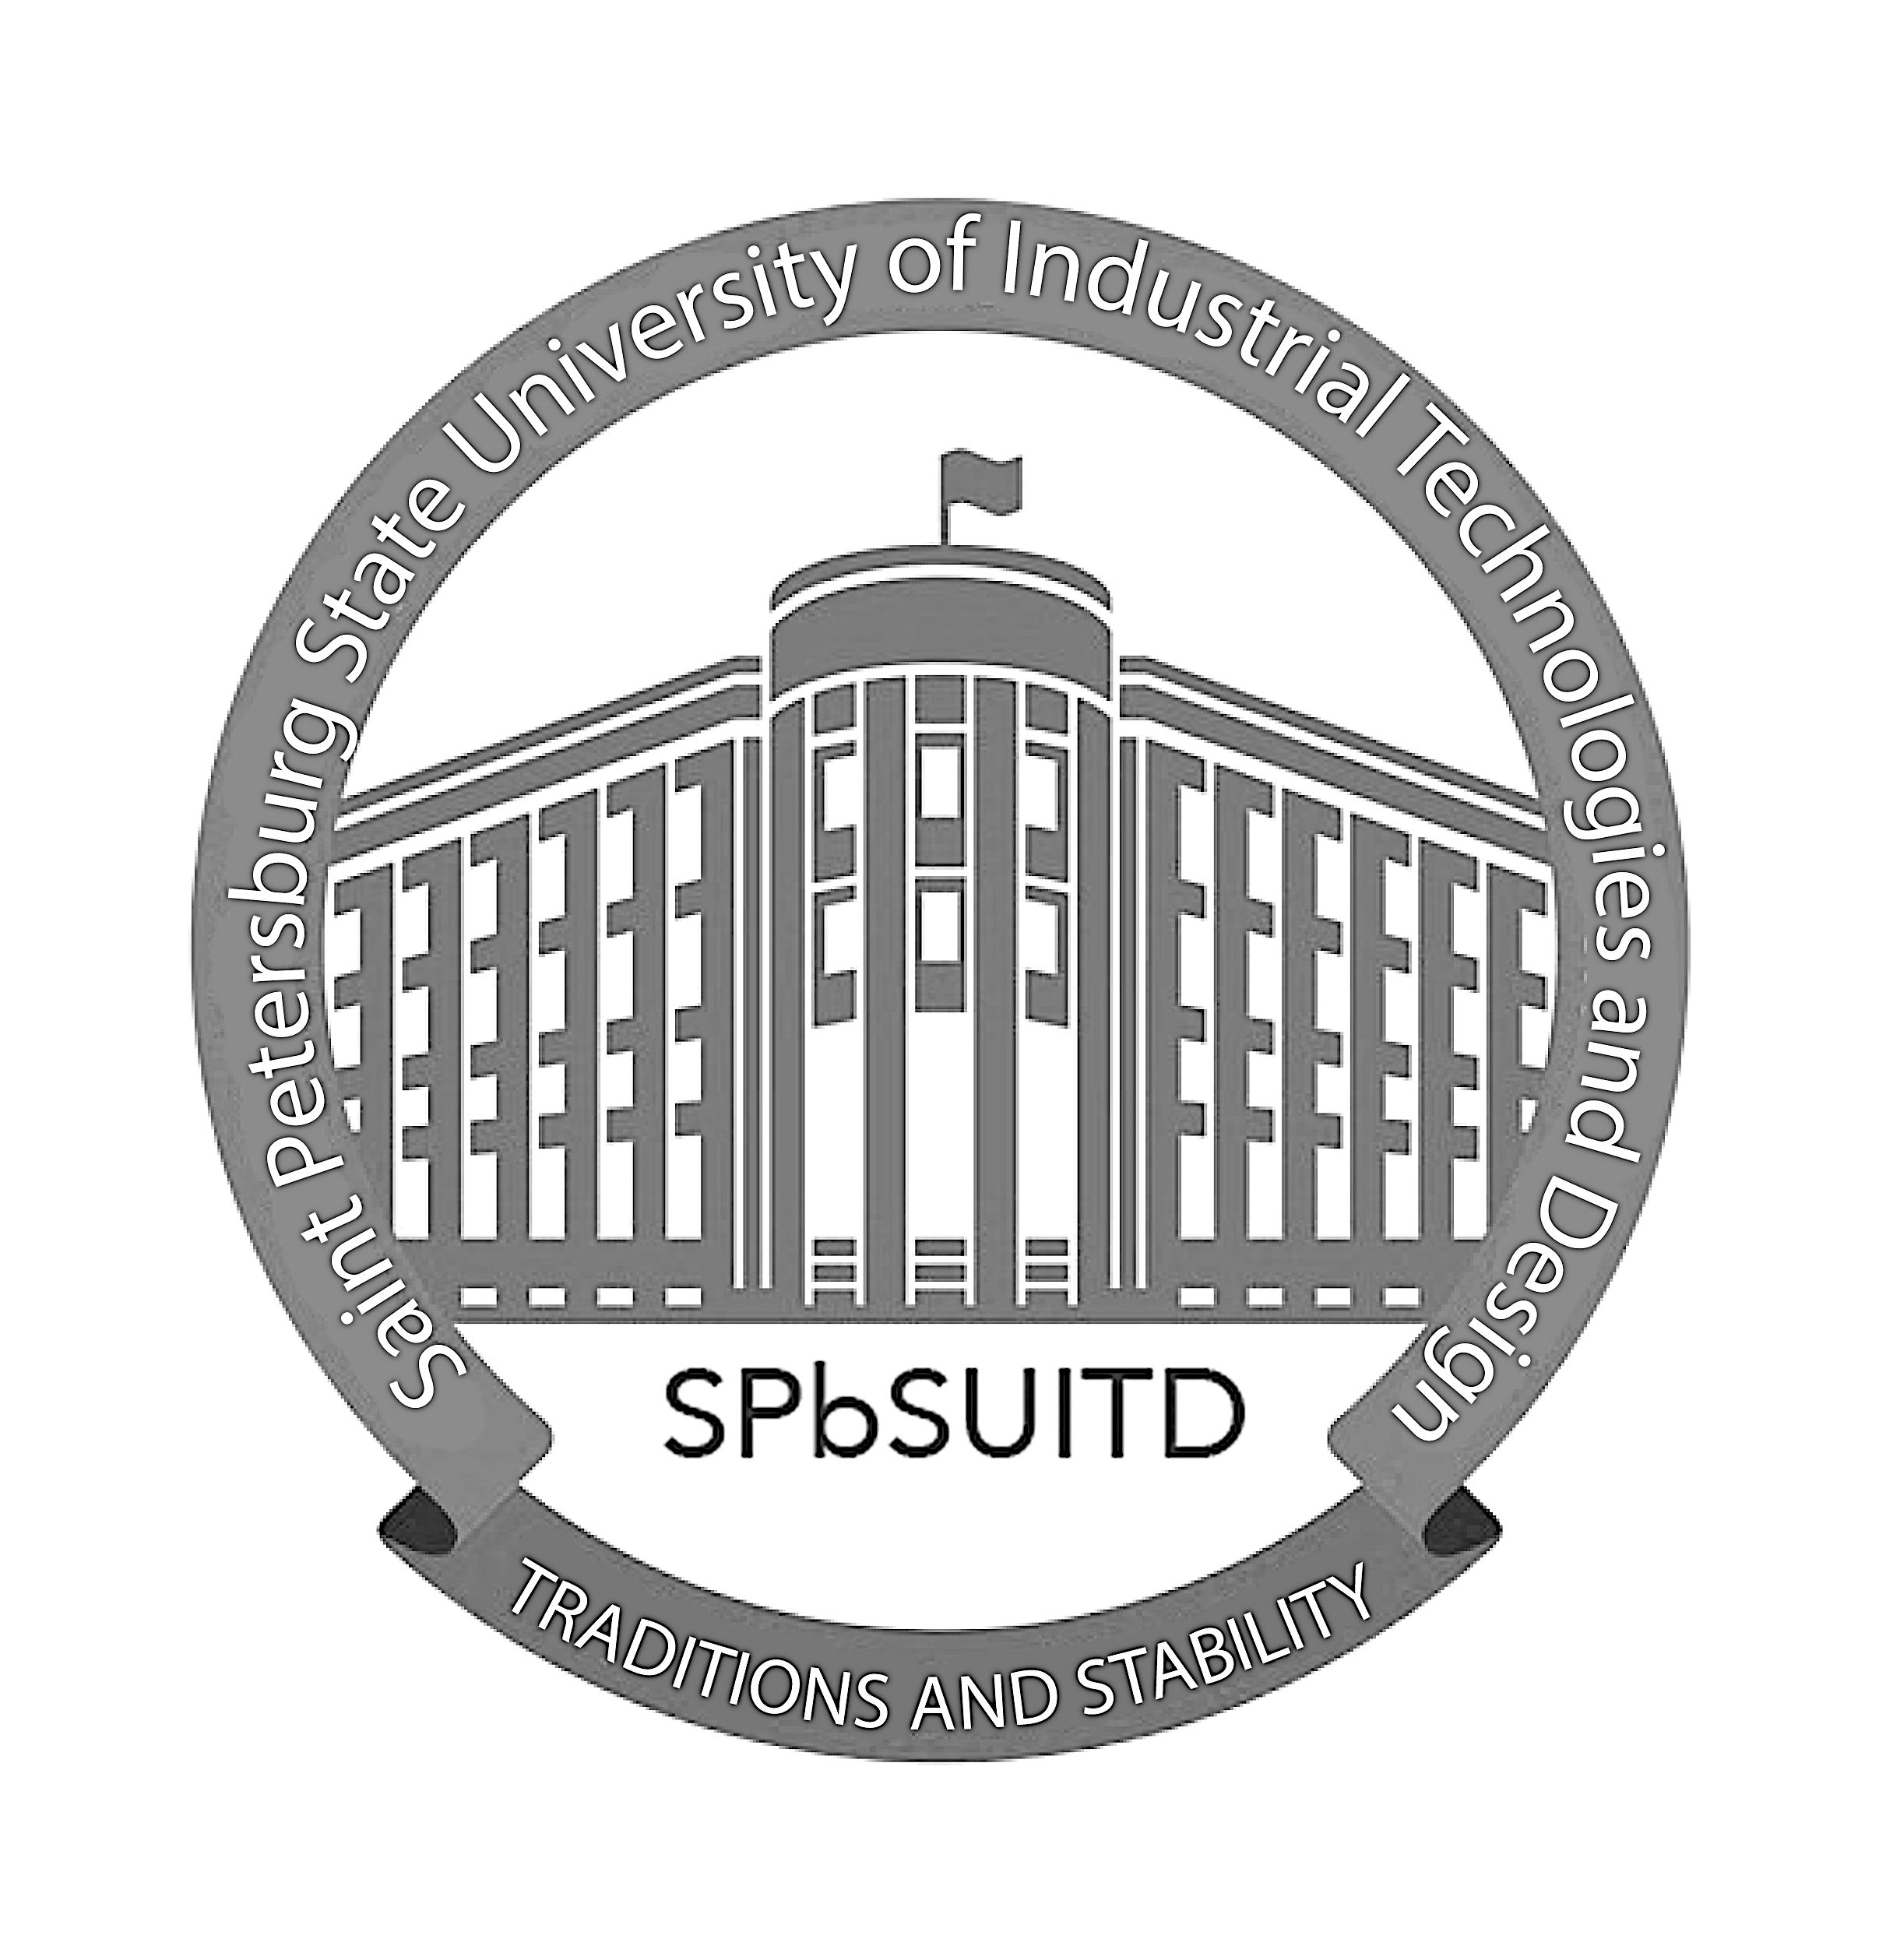 Saint Petersburg State University of Industrial Technologies and Design
SPbSUITD
TRADITIONS AND STABILITY